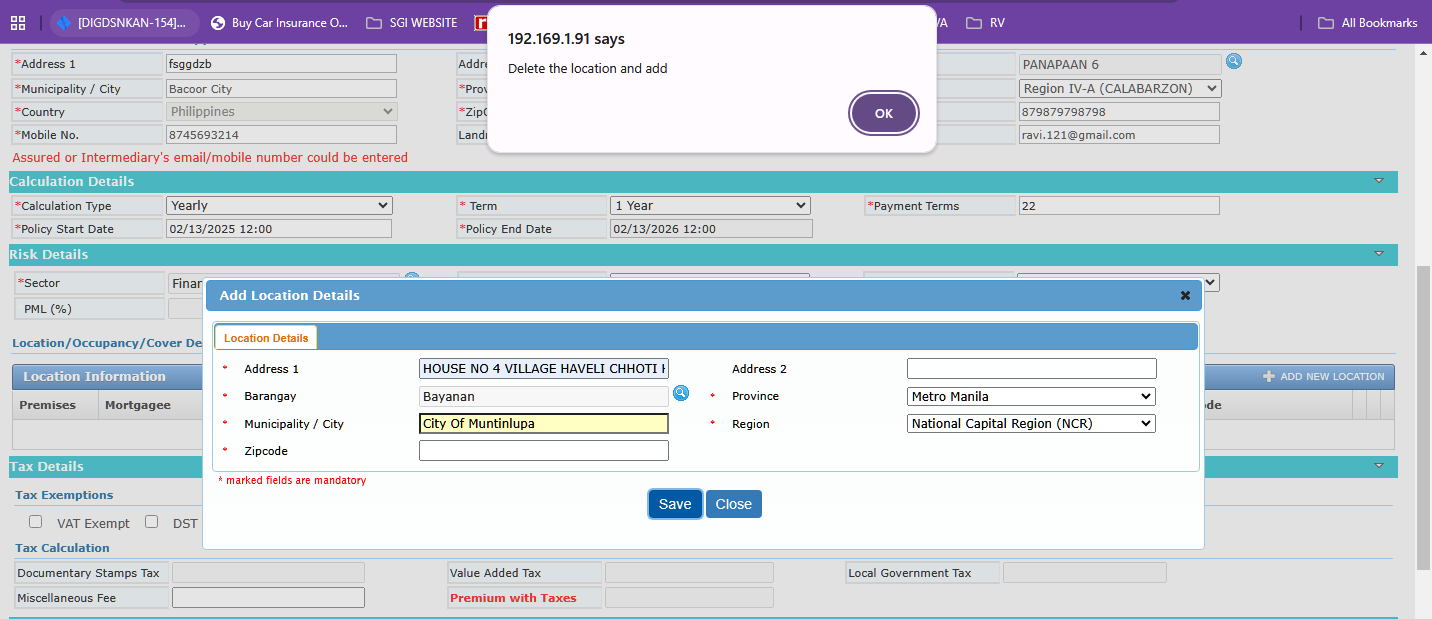 [DIGDSNKAN-154]... Buy Car Insurance O... SGI WEBSITE RV All Bookmarks
192.169.1.91 says
Delete the location and add
OK
*Address 1 fsggdzb PANAPAAN 6
*Municipality / City Bacoor City Region IV-A (CALABARZON)
*Country Philippines 879879798798
*Mobile No. 8745693214 ravi.121@gmail.com
Assured or Intermediary's email/mobile number could be entered
Calculation Details
*Calculation Type Yearly * Term 1 Year *Payment Terms 22
*Policy Start Date 02/13/2025 12:00 *Policy End Date 02/13/2026 12:00
Risk Details
*Sector
PML (%)
Add Location Details
Location Details
* Address 1 HOUSE NO 4 VILLAGE HAVELI CHHOTI Address 2
* Barangay Bayanan * Province Metro Manila
* Municipality / City City Of Muntinlupa * Region National Capital Region (NCR)
* Zipcode
* marked fields are mandatory
Save Close
Location/Occupancy/Cover
Location Information ADD NEW LOCATION
Premises Mortgagee
Tax Details
Tax Exemptions
VAT Exempt DST
Tax Calculation
Documentary Stamps Tax Value Added Tax Local Government Tax
Miscellaneous Fee Premium with Taxes